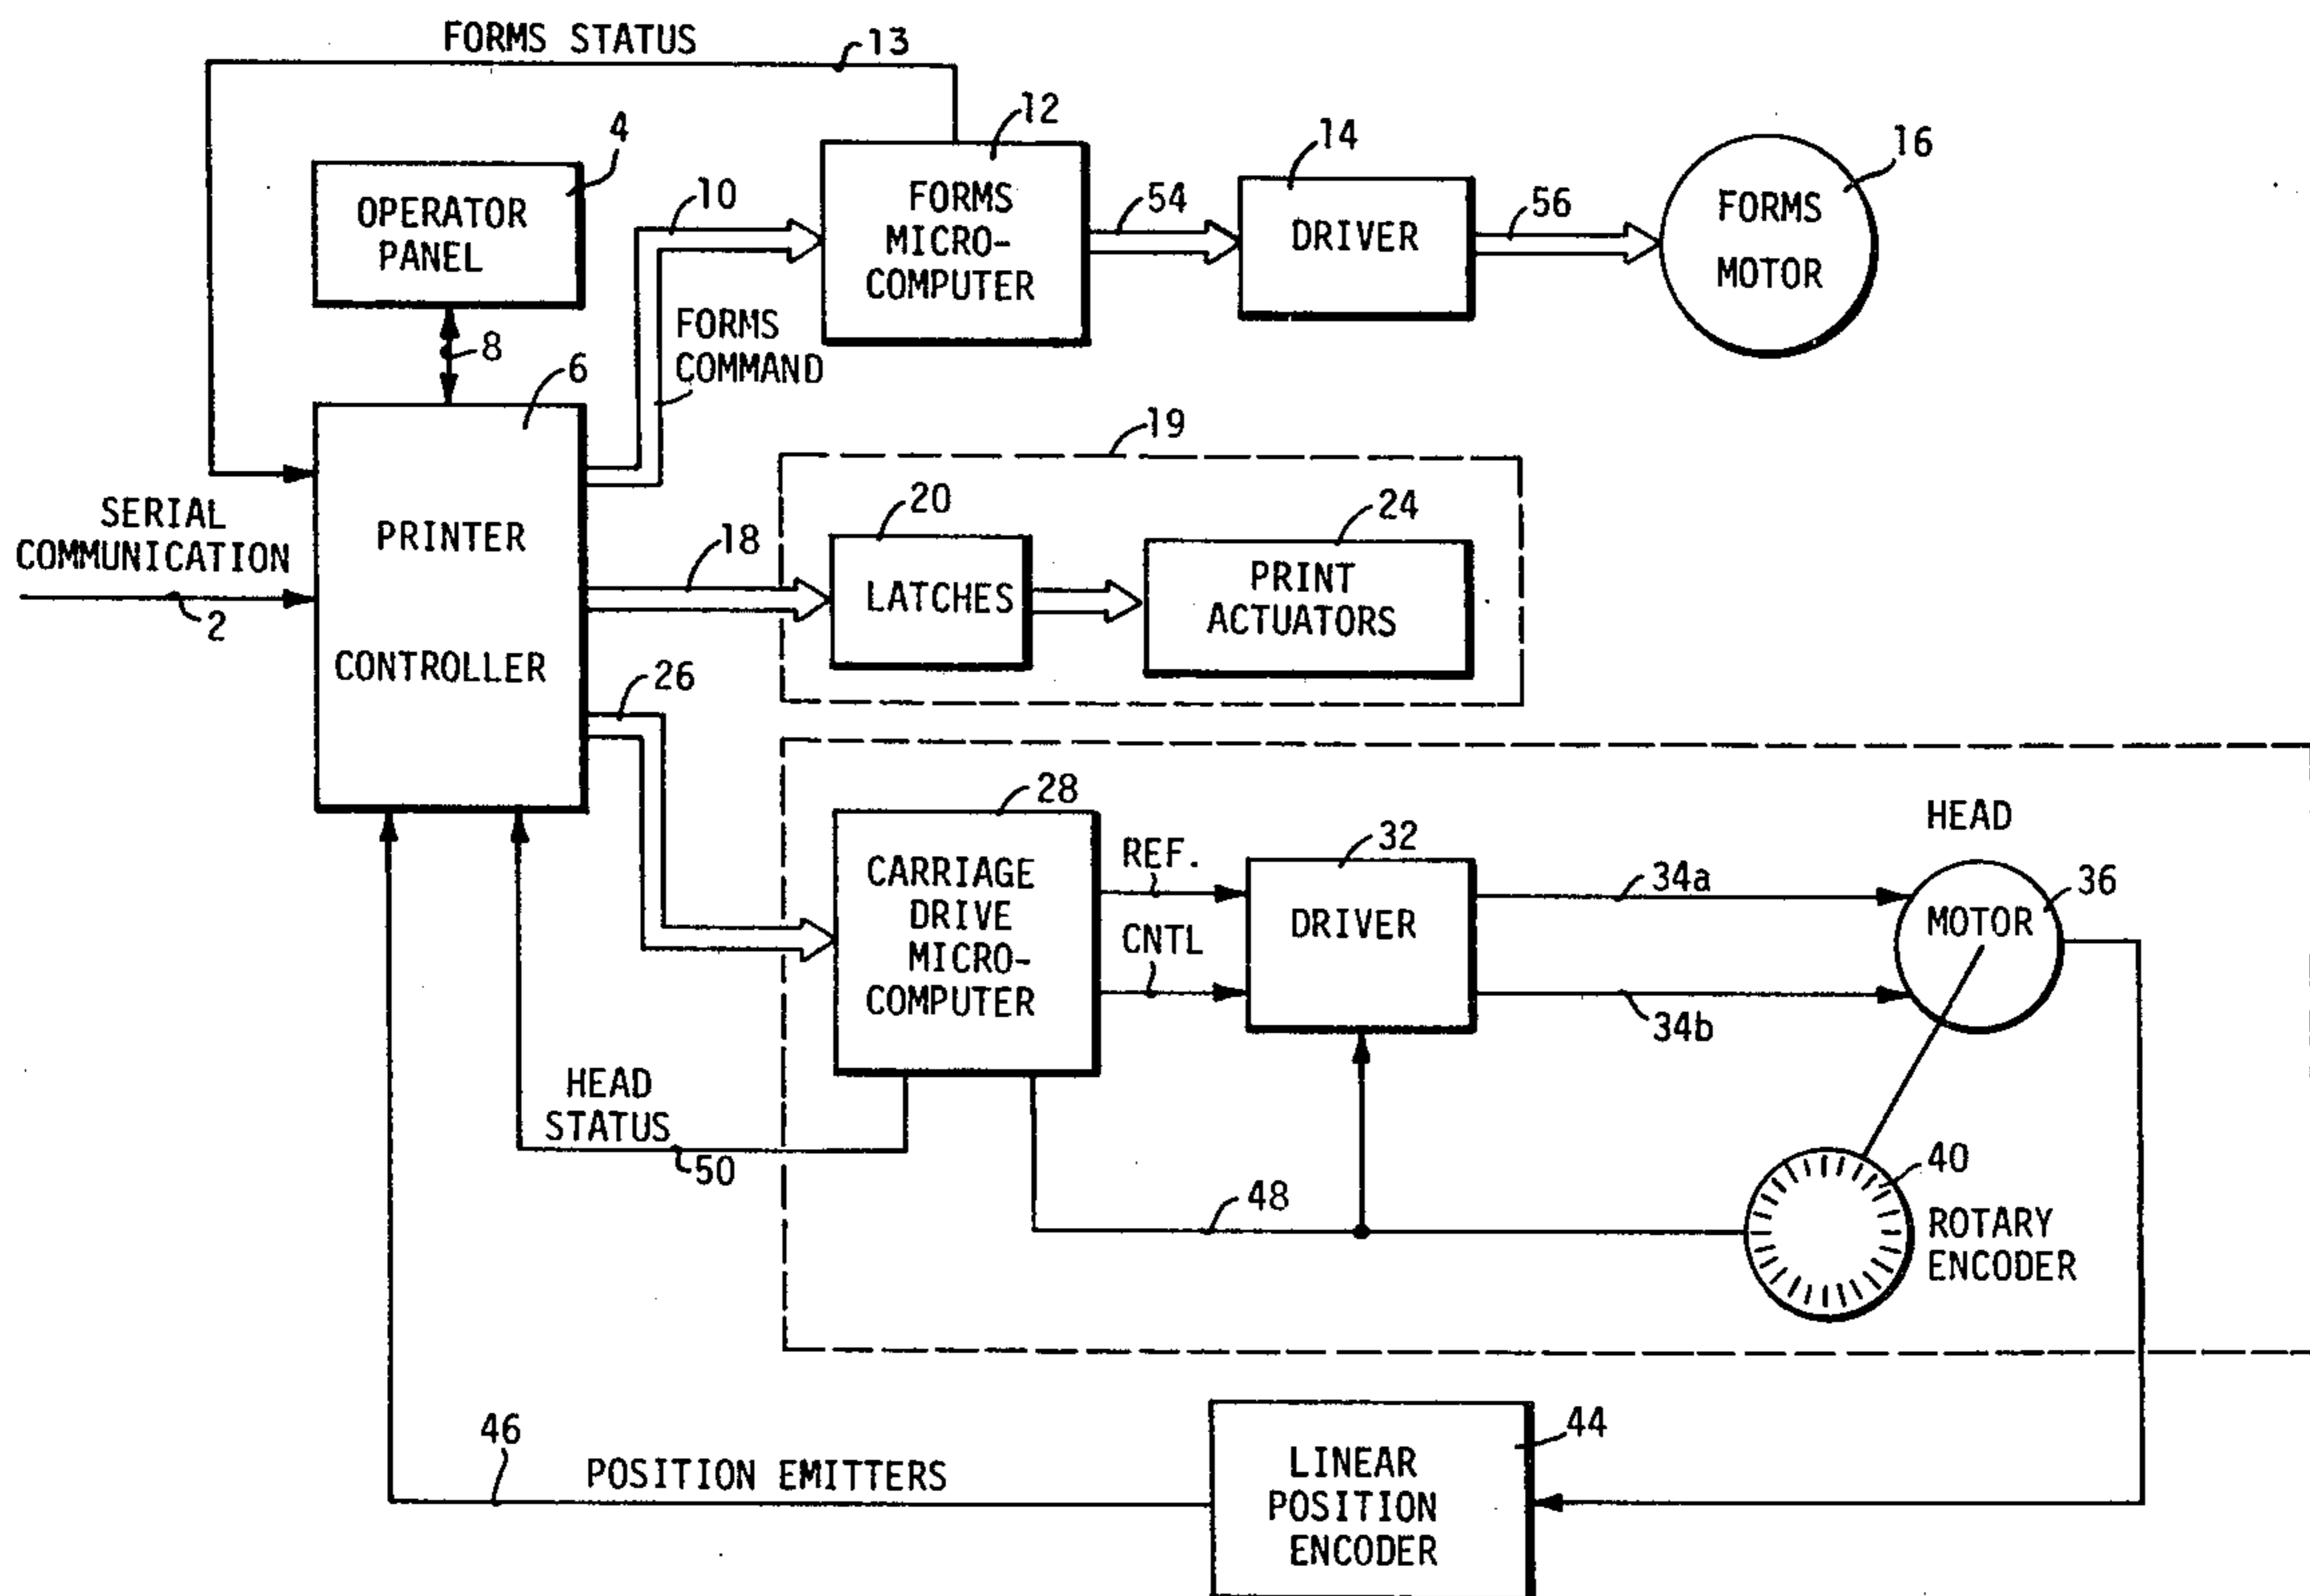 FORMS STATUS
13
12
4
14
16
OPERATOR
PANEL
10
FORMS
MICRO-
COMPUTER
54
DRIVER
56
FORMS
MOTOR
8
FORMS
COMMAND
6
19
SERIAL
COMMUNICATION
2
PRINTER
CONTROLLER
18
20
LATCHES
24
PRINT
ACTUATORS
26
28
CARRIAGE
DRIVE
MICRO-
COMPUTER
REF.
CNTL
32
DRIVER
34a
34b
HEAD
MOTOR
36
HEAD
STATUS
50
48
40
ROTARY
ENCODER
46
POSITION EMITTERS
44
LINEAR
POSITION
ENCODER